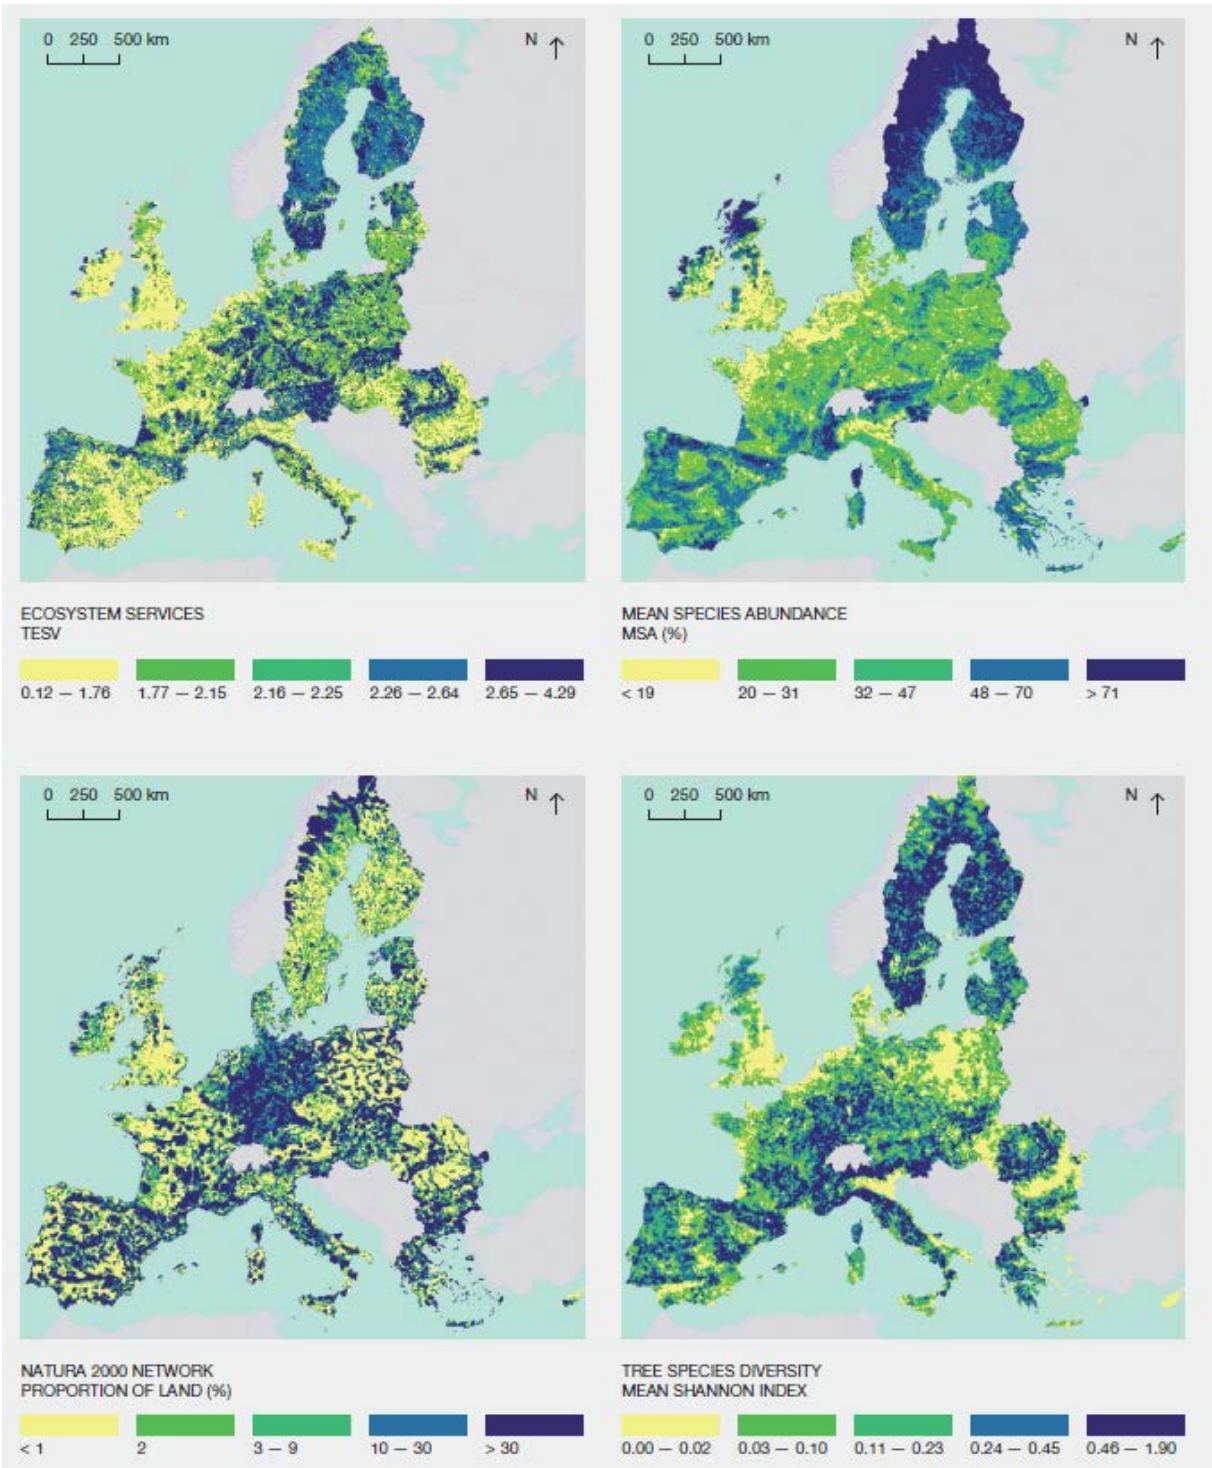 0 250 500 km
N
0 250 500 km
N
ECOSYSTEM SERVICES
TESV
0.12 — 1.76 1.77 — 2.15 2.16 — 2.25 2.26 — 2.64 2.65 — 4.29
MEAN SPECIES ABUNDANCE
MSA (%)
< 19 20 — 31 32 — 47 48 — 70 > 71
0 250 500 km
N
0 250 500 km
N
NATURA 2000 NETWORK
PROPORTION OF LAND (%)
< 1 2 3 — 9 10 — 30 > 30
TREE SPECIES DIVERSITY
MEAN SHANNON INDEX
0.00 — 0.02 0.03 — 0.10 0.11 — 0.23 0.24 — 0.45 0.46 — 1.90